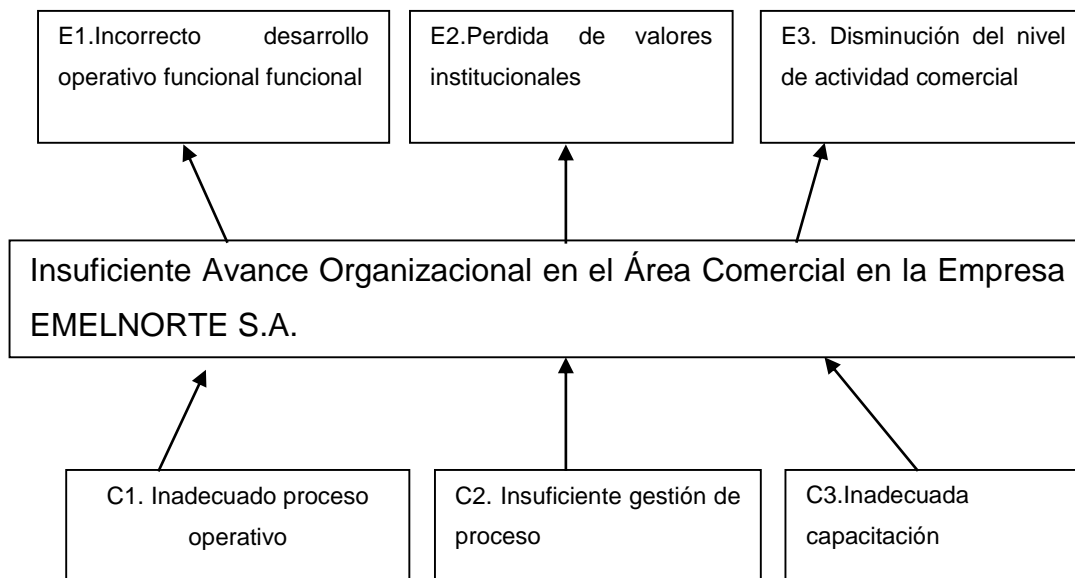 E1.Incorrecto desarrollo
operativo funcional funcional
E2.Perdida de valores
institucionales
E3. Disminución del nivel
de actividad comercial
Insuficiente Avance Organizacional en el Área Comercial en la Empresa
EMELNORTE S.A.
C1. Inadecuado proceso
operativo
C2. Insuficiente gestión de
proceso
C3.Inadecuada
capacitación